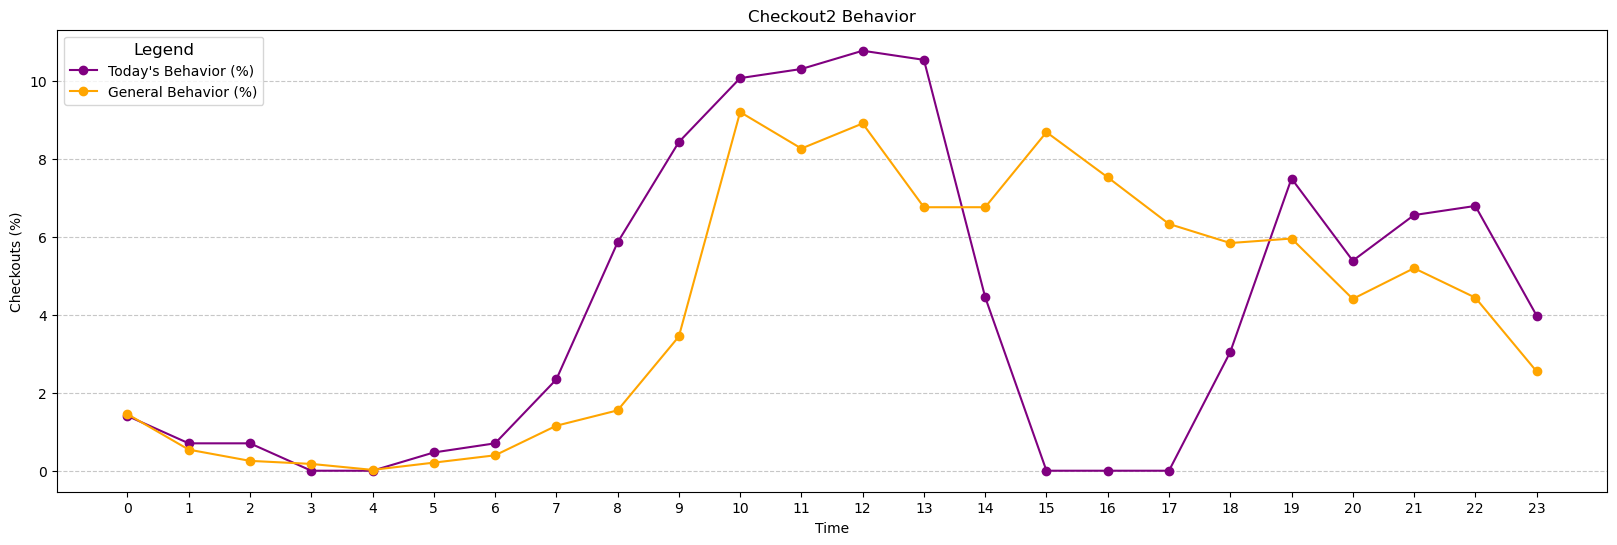 Checkout2 Behavior
Legend
Today's Behavior (%)
General Behavior (%)
Checkouts (%)
10
8
6
4
2
0
0 1 2 3 4 5 6 7 8 9 10 11 12 13 14 15 16 17 18 19 20 21 22 23
Time